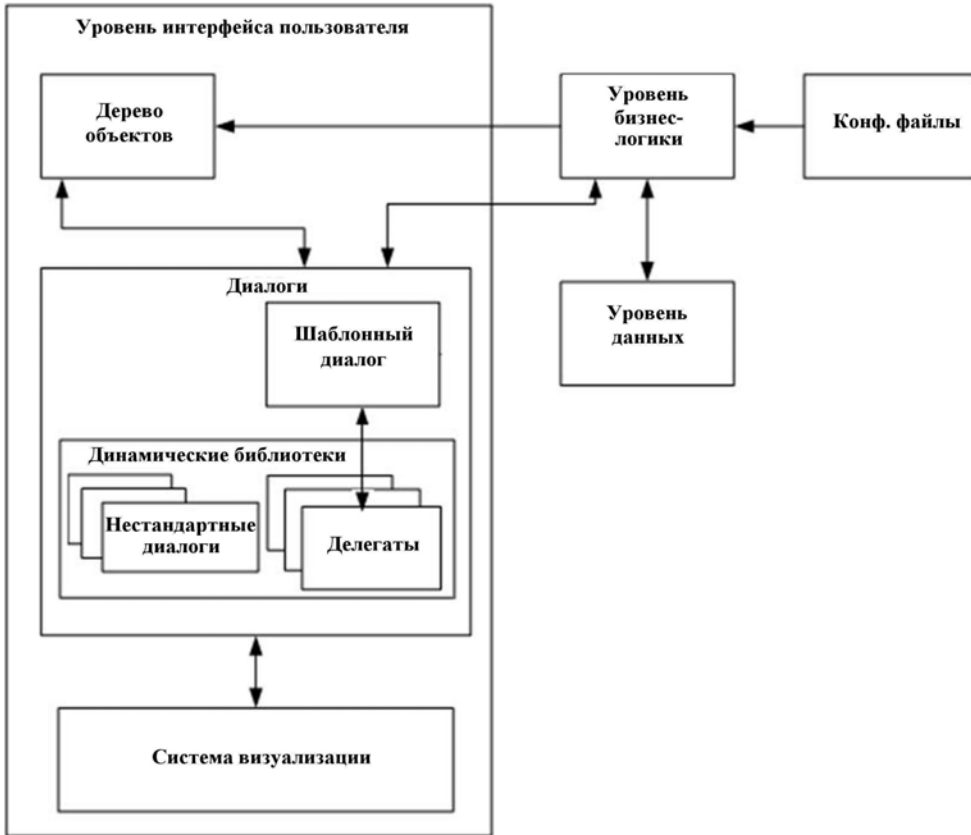 Уровень интерфейса пользователя
Дерево
объектов
Уровень
бизнес-
логики
Конф. файлы
Диалоги
Шаблонный
диалог
Уровень
данных
Динамические библиотеки
Нестандартные
диалоги
Делегаты
Система визуализации